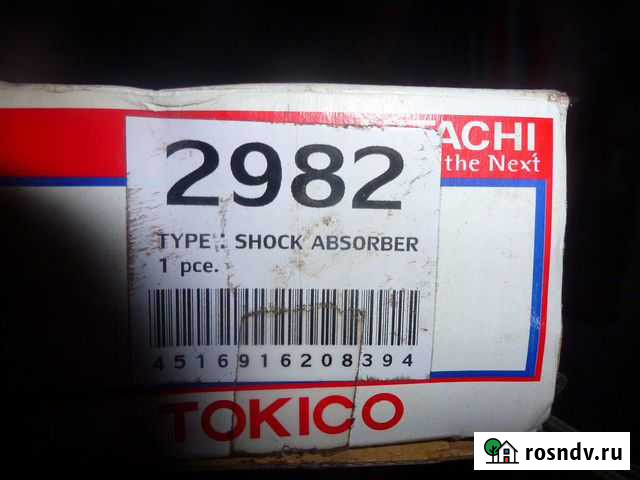 ACHI
the Next
2982
TYPE : SHOCK ABSORBER
1 pce.
4516916208394
TOKICO
rosndv.ru